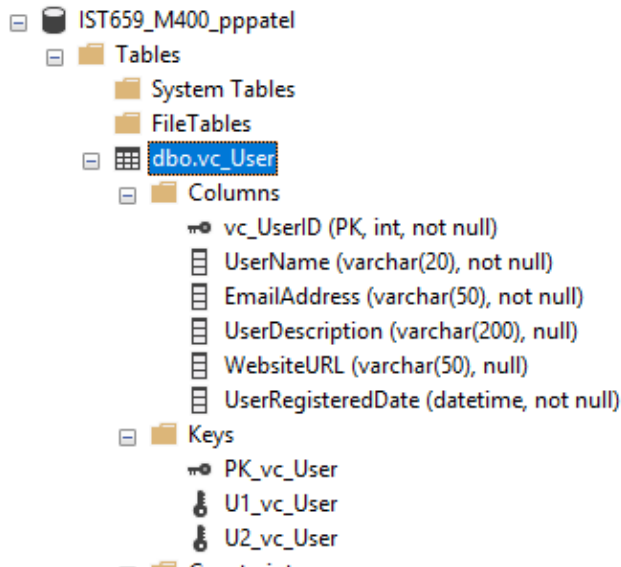 IST659_M400_pppatel
Tables
System Tables
FileTables
dbo.vc_User
Columns
vc_UserID (PK, int, not null)
UserName (varchar(20), not null)
EmailAddress (varchar(50), not null)
UserDescription (varchar(200), null)
WebsiteURL (varchar(50), null)
UserRegisteredDate (datetime, not null)
Keys
PK_vc_User
U1_vc_User
U2_vc_User